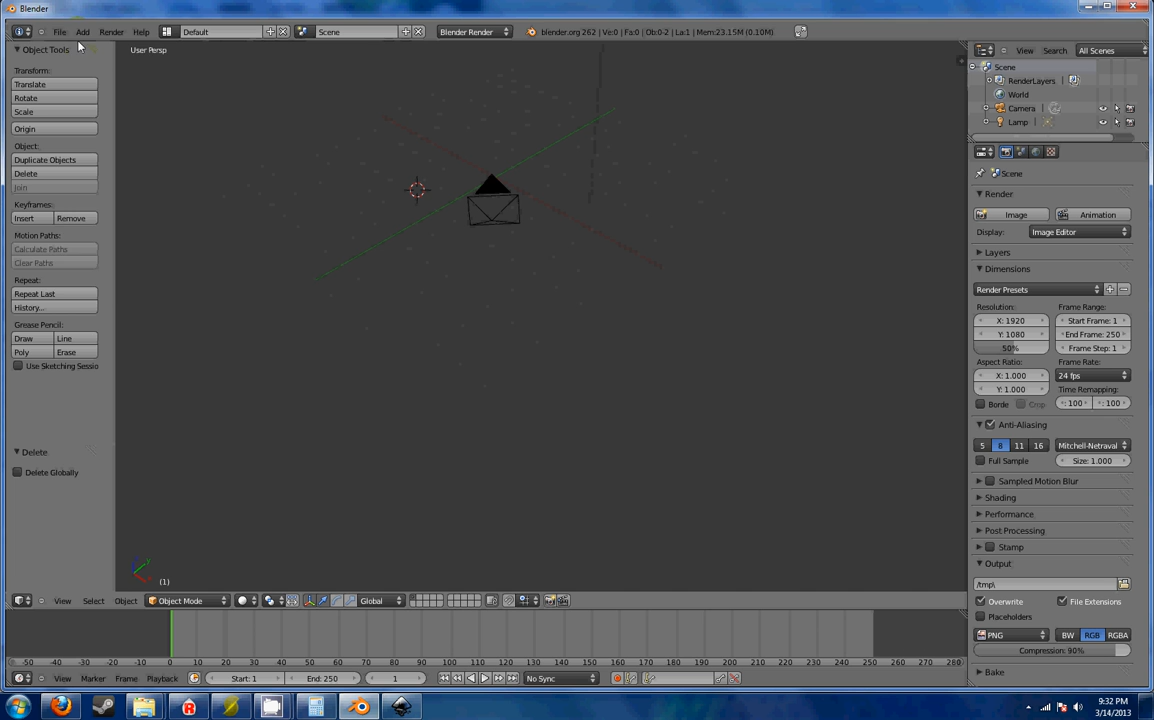 Blender
File Add Render Help Default Scene Blender Render blender.org 262 | Ve:0 | Fa:0 | Ob:0-2 | La:1 | Mem:23.15M (0.10M)
Object Tools
User Persp
View Search All Scenes
Transform:
Translate
Rotate
Scale
Origin
Object:
Duplicate Objects
Delete
Join
Keyframes:
Insert Remove
Motion Paths:
Calculate Paths
Clear Paths
Repeat:
Repeat Last
History...
Grease Pencil:
Draw Line
Poly Erase
Use Sketching Sessio
Delete
Delete Globally
(1)
Scene
RenderLayers
World
Camera
Lamp
Scene
Render
Image Animation
Display: Image Editor
Layers
Dimensions
Render Presets
Resolution: Frame Range:
X: 1920 Start Frame: 1
Y: 1080 End Frame: 250
50% Frame Step: 1
Aspect Ratio: Frame Rate:
X: 1.000 24 fps
Y: 1.000 Time Remapping:
Borde Crop : 100 : 100
Anti-Aliasing
5 8 11 16 Mitchell-Netraval
Full Sample Size: 1.000
Sampled Motion Blur
Shading
Performance
Post Processing
Stamp
Output
/tmp\
Overwrite File Extensions
Placeholders
PNG BW RGB RGBA
Compression: 90%
Bake
View Select Object Object Mode Global
-50 -40 -30 -20 -10 0 10 20 30 40 50 60 70 80 90 100 110 120 130 140 150 160 170 180 190 200 210 220 230 240 250 260 270 280
View Marker Frame Playback Start: 1 End: 250 1 No Sync
9:32 PM
3/14/2013